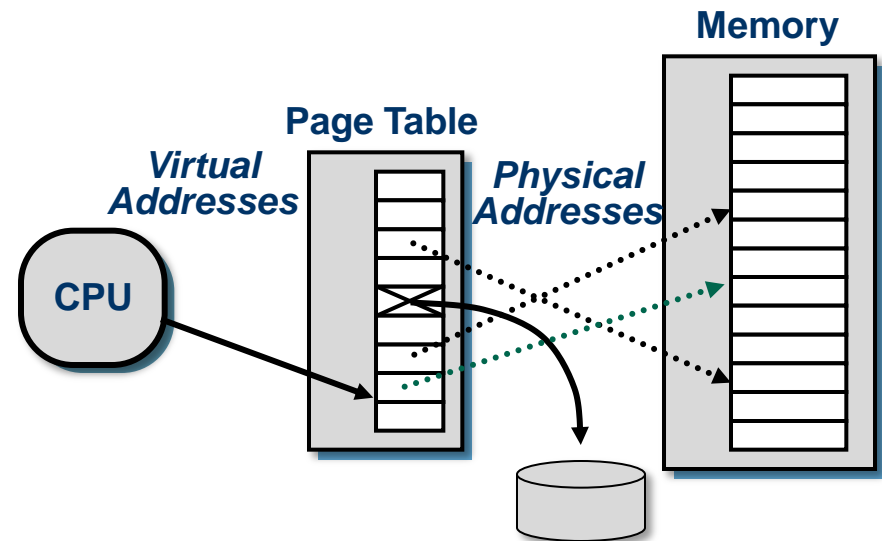 Memory
Page Table
Virtual
Addresses
Physical
Addresses
CPU